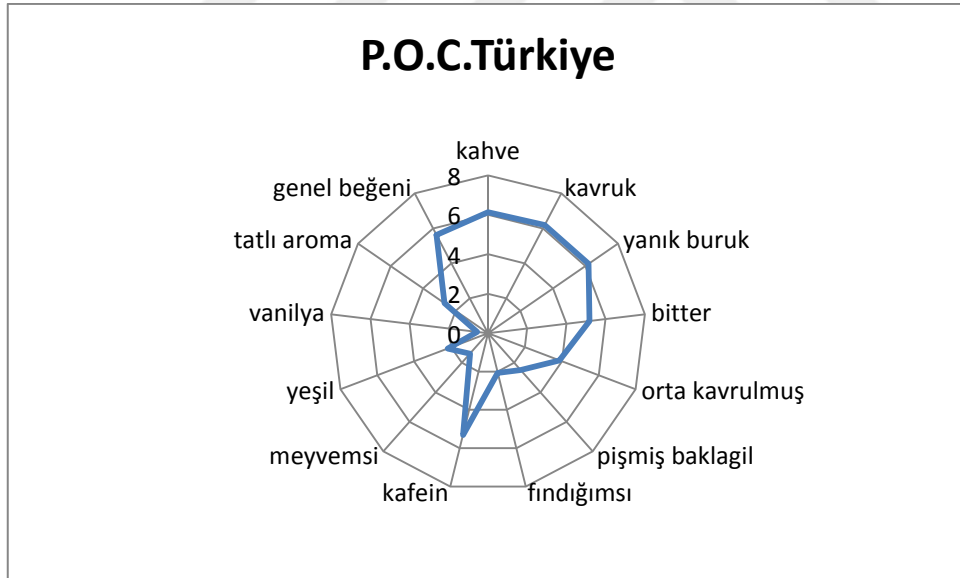 P.O.C.Türkiye
kahve
kavruk
yanık buruk
bitter
orta kavrulmuş
pişmiş baklagil
fındığımsı
kafein
meyvemsi
yeşil
vanilya
tatlı aroma
genel beğeni
8
6
4
2
0